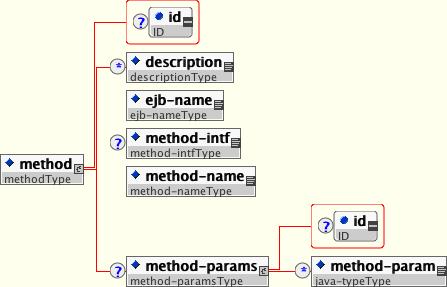 ?
id
ID
*
description
descriptionType
ejb-name
ejb-nameType
?
method-intf
method-intfType
method
methodType
method-name
method-nameType
?
id
ID
?
method-params
method-paramsType
*
method-param
java-typeType